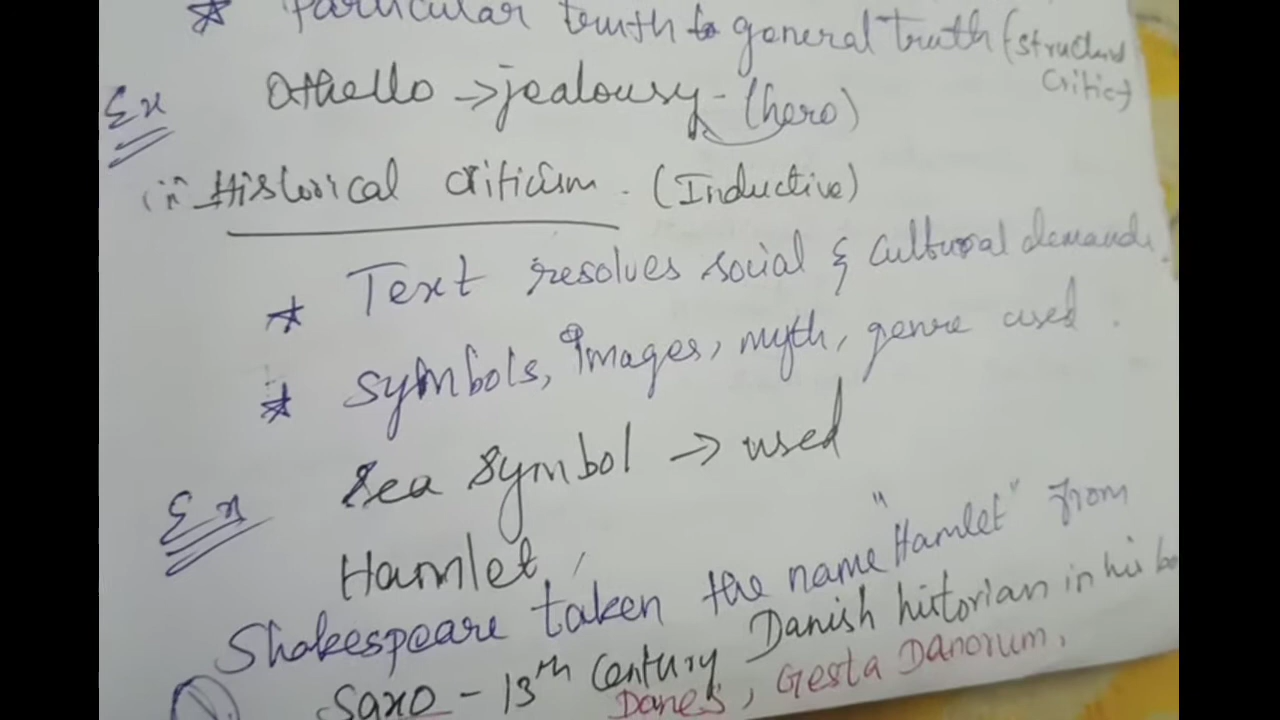 ☆ Particular truth to general truth (structural
critic)
Ex Othello → jealousy - (hero)
(ii) Historical criticism. (Inductive)
☆ Text resolves social & cultural demands.
☆ symbols, images, myth, genre used.
Ex Sea symbol → used
Hamlet,
Shakespeare taken the name "Hamlet" from
Saxo - 13th Century Danish historian in his
Danes, Gesta Danorum.